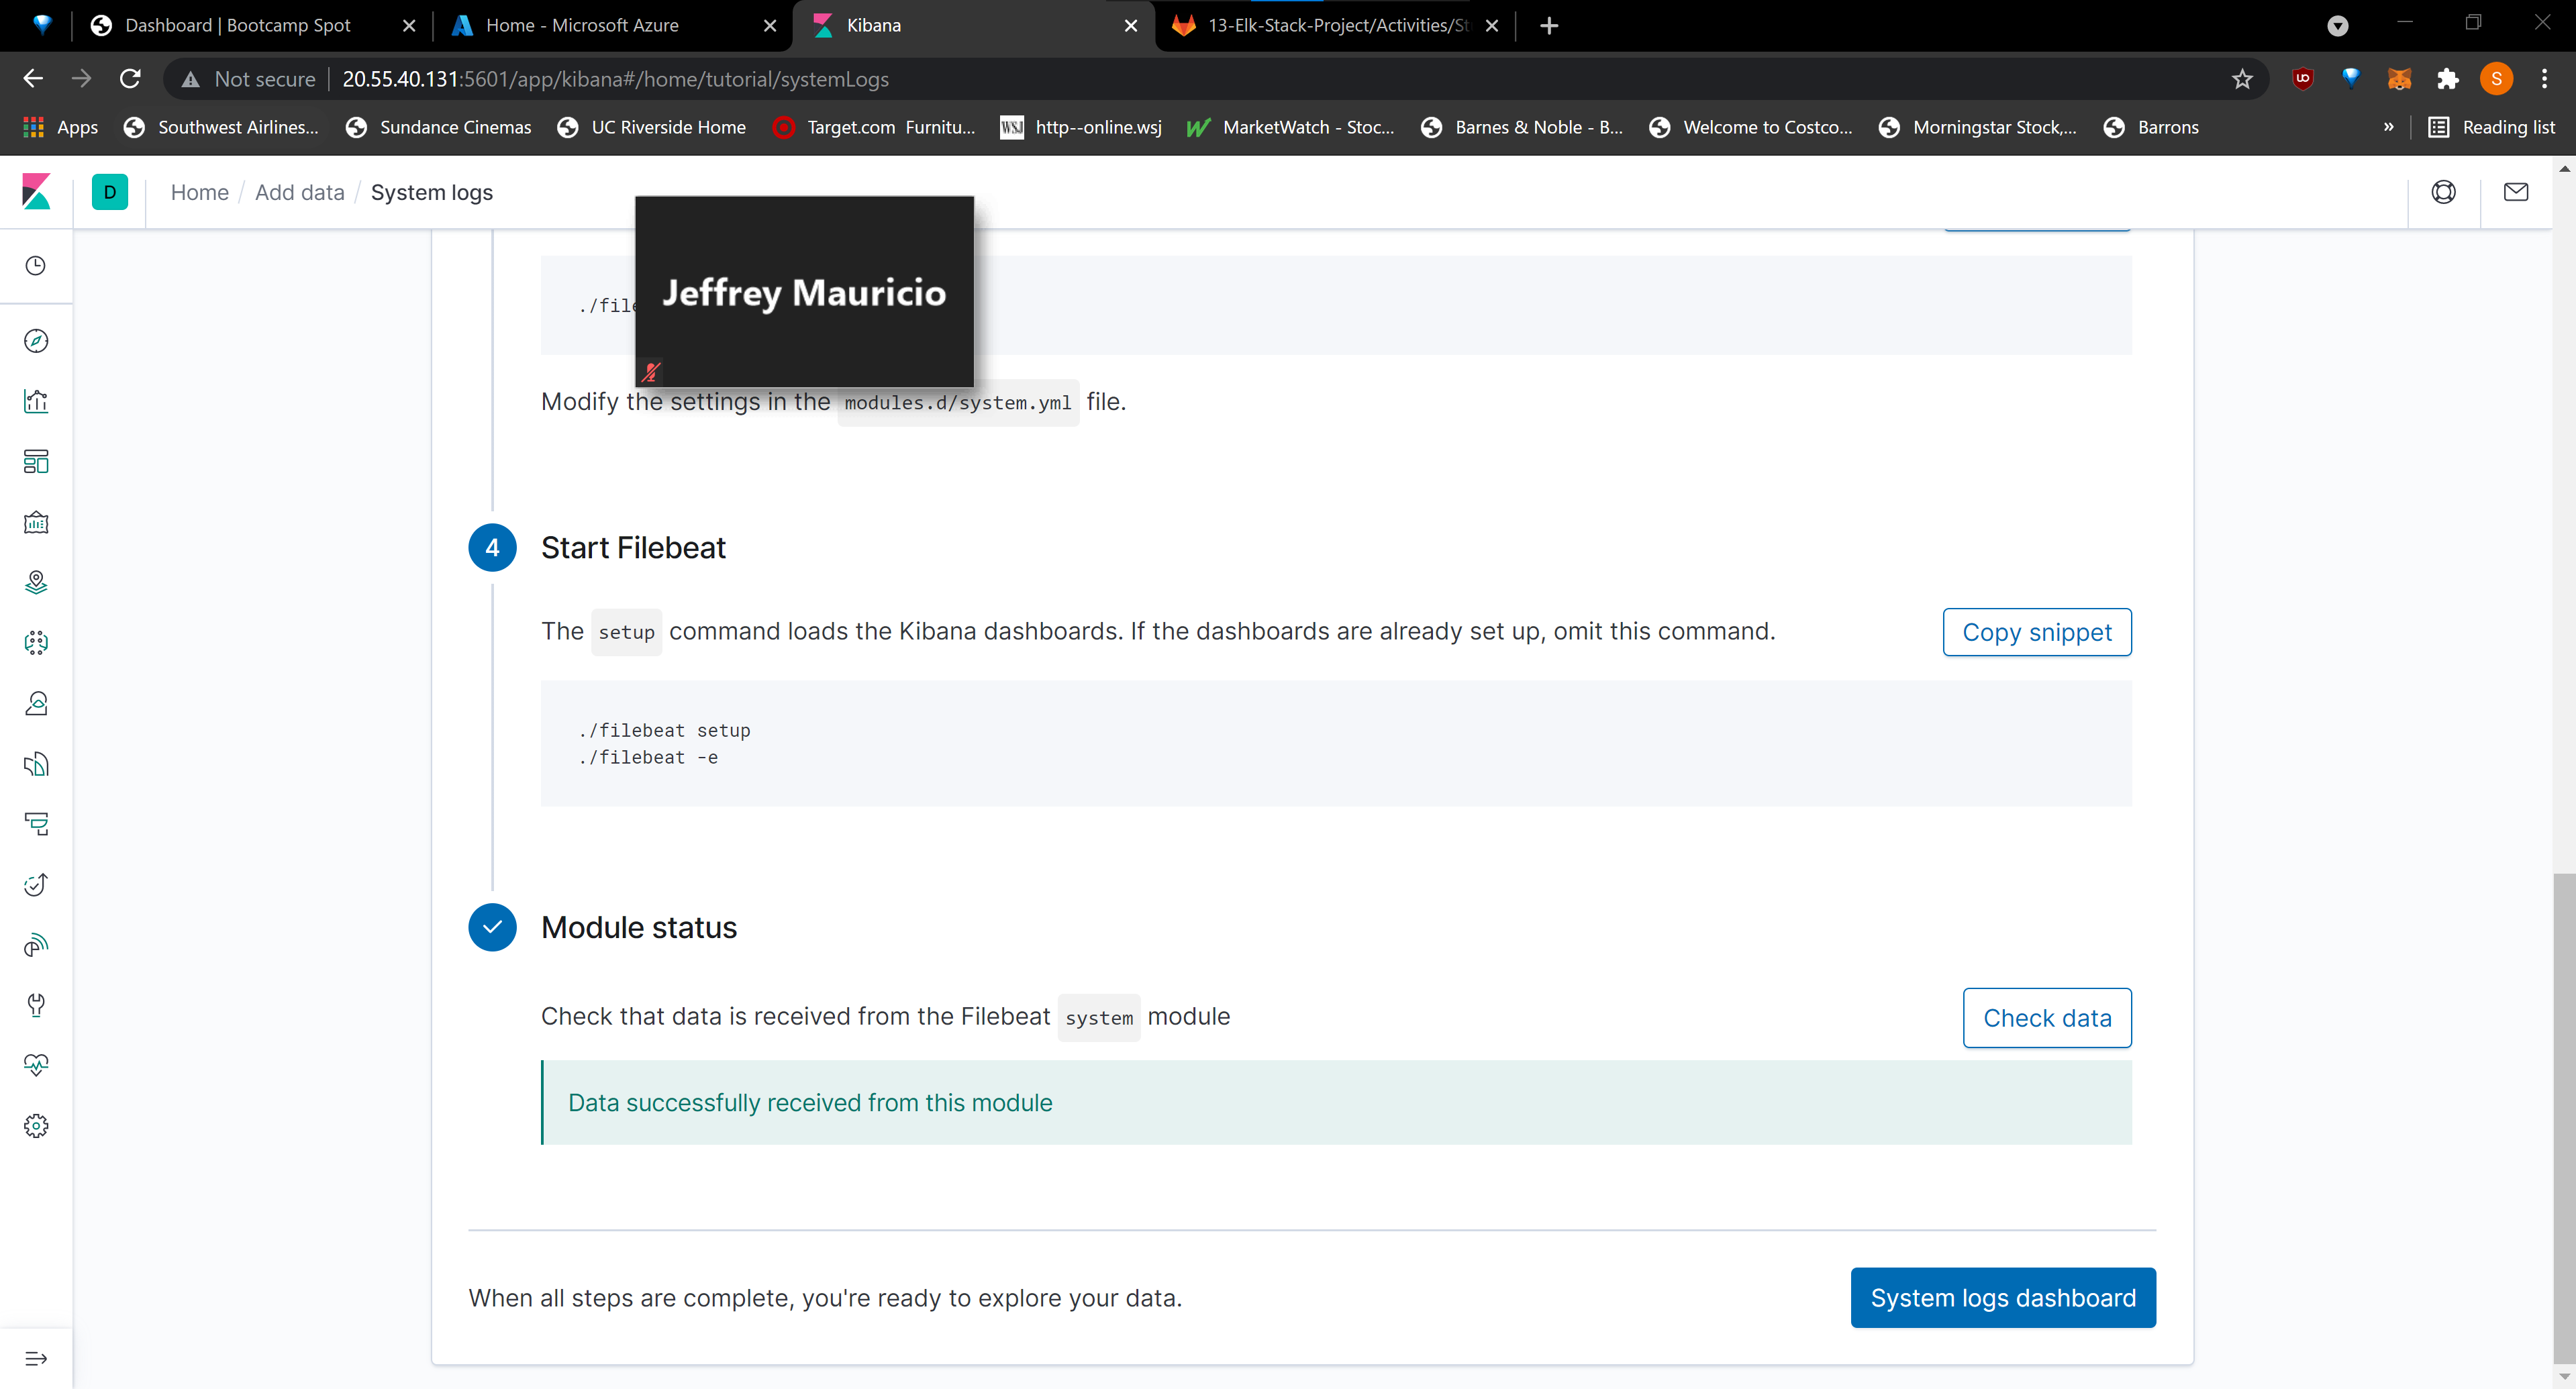 Dashboard | Bootcamp Spot
Home - Microsoft Azure
Kibana
13-Elk-Stack-Project/Activities/St
Not secure
20.55.40.131:5601/app/kibana#/home/tutorial/systemLogs
S
Apps
Southwest Airlines...
Sundance Cinemas
UC Riverside Home
Target.com Furnitu...
WSJ
http--online.wsj
MarketWatch - Stoc...
Barnes & Noble - B...
Welcome to Costco...
Morningstar Stock,...
Barrons
»
Reading list
D
Home / Add data / System logs
Jeffrey Mauricio
./file
Modify the settings in the modules.d/system.yml file.
4
Start Filebeat
The setup command loads the Kibana dashboards. If the dashboards are already set up, omit this command.
Copy snippet
./filebeat setup
./filebeat -e
Module status
Check that data is received from the Filebeat system module
Check data
Data successfully received from this module
When all steps are complete, you're ready to explore your data.
System logs dashboard